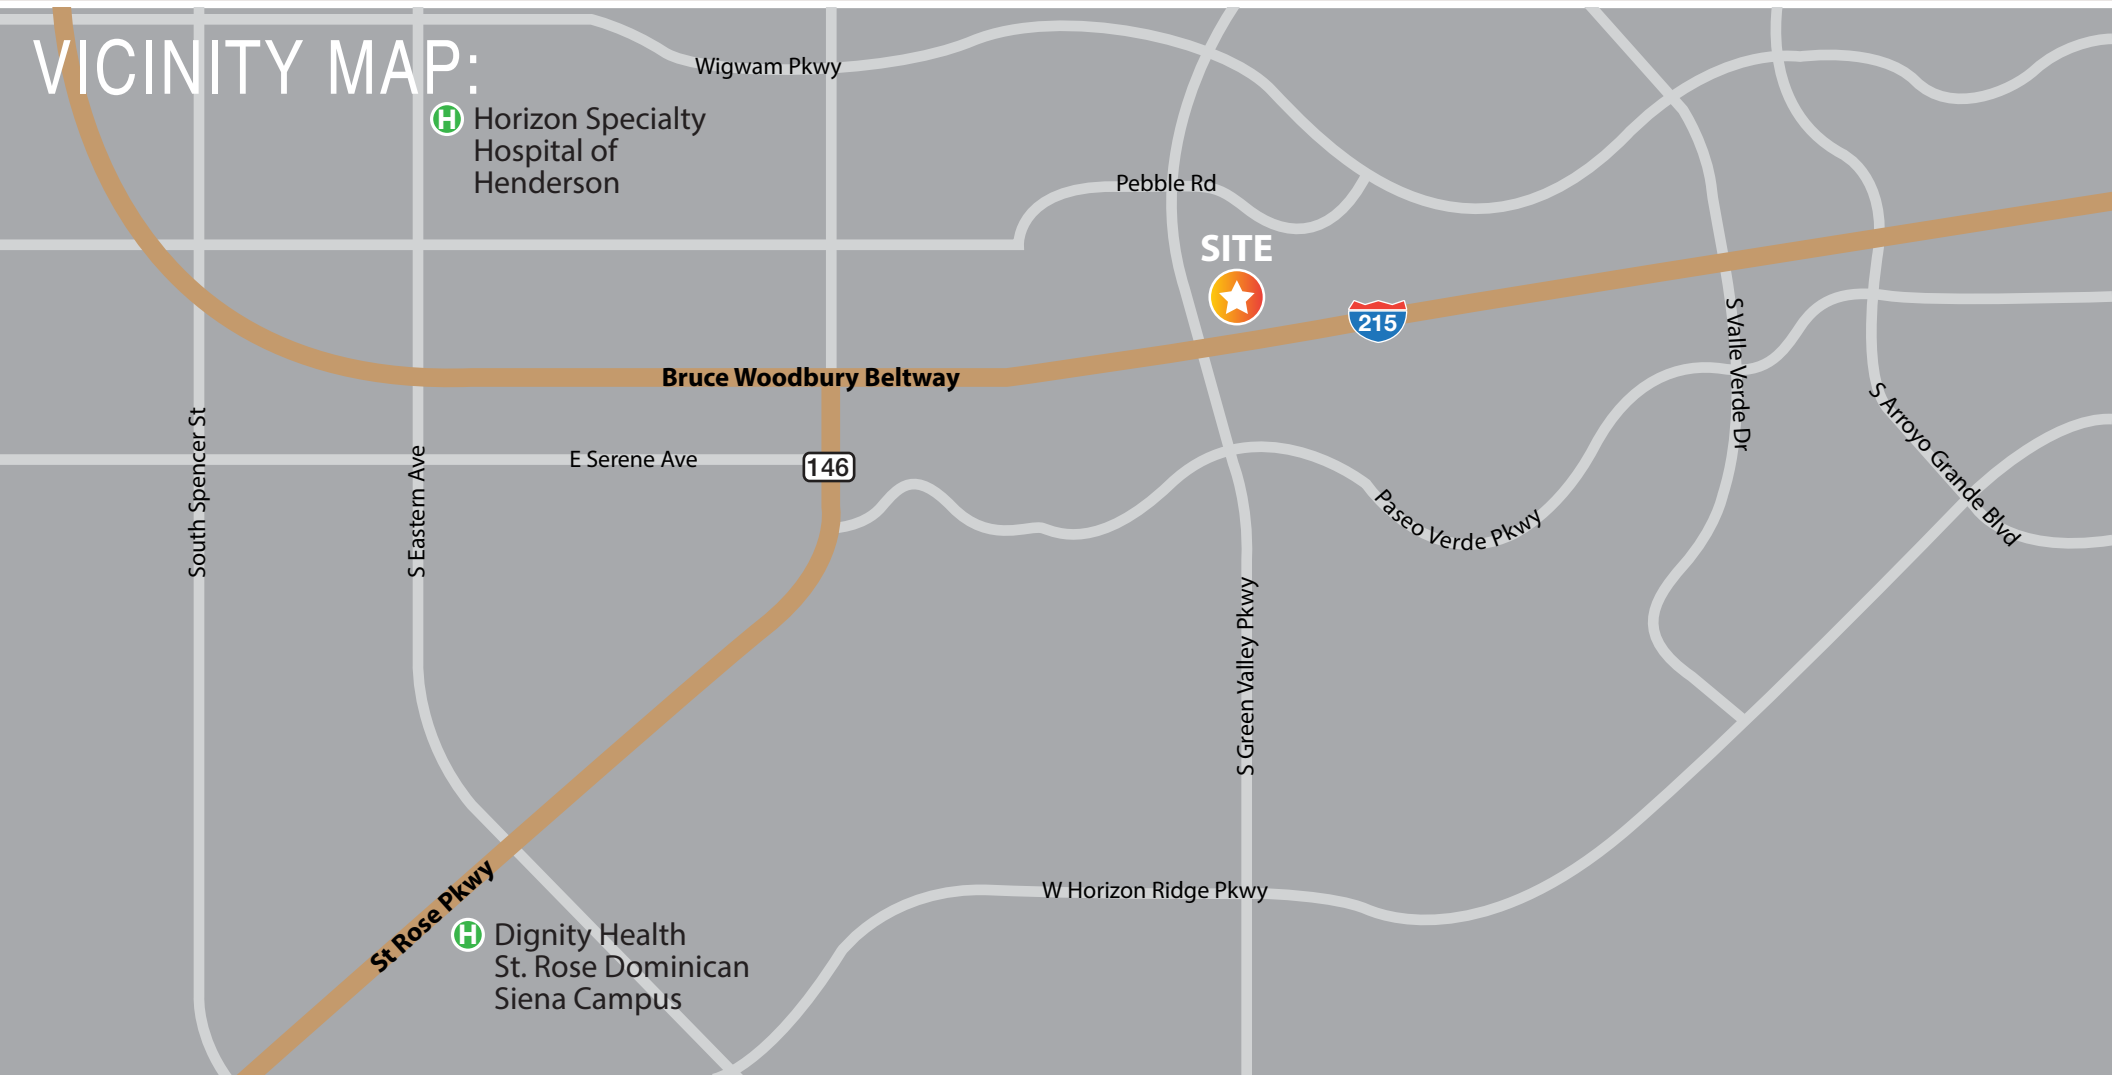 VICINITY MAP:
Wigwam Pkwy
H
Horizon Specialty
Hospital of
Henderson
Pebble Rd
SITE
215
Bruce Woodbury Beltway
S Valle Verde Dr
S Arroyo Grande Blvd
South Spencer St
S Eastern Ave
E Serene Ave
146
Paseo Verde Pkwy
S Green Valley Pkwy
St Rose Pkwy
W Horizon Ridge Pkwy
H
Dignity Health
St. Rose Dominican
Siena Campus